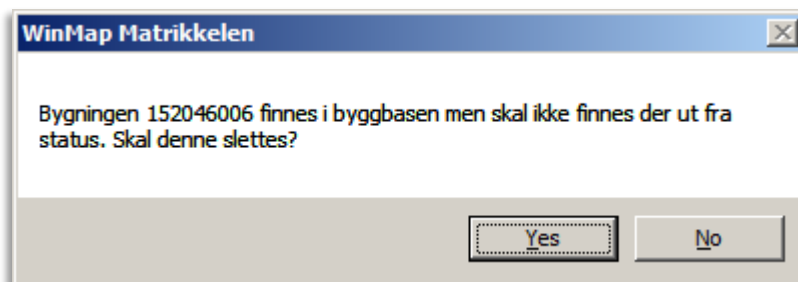 WinMap Matrikkelen
Bygningen 152046006 finnes i byggbasen men skal ikke finnes der ut fra
status. Skal denne slettes?
Yes
No